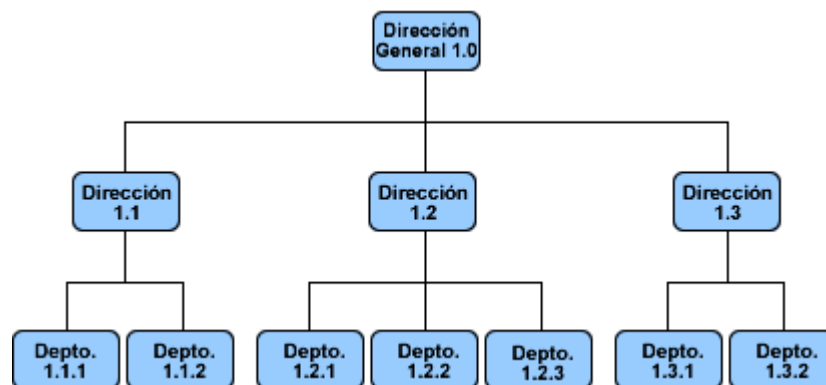 Dirección
General 1.0
Dirección
1.1
Dirección
1.2
Dirección
1.3
Depto.
1.1.1
Depto.
1.1.2
Depto.
1.2.1
Depto.
1.2.2
Depto.
1.2.3
Depto.
1.3.1
Depto.
1.3.2